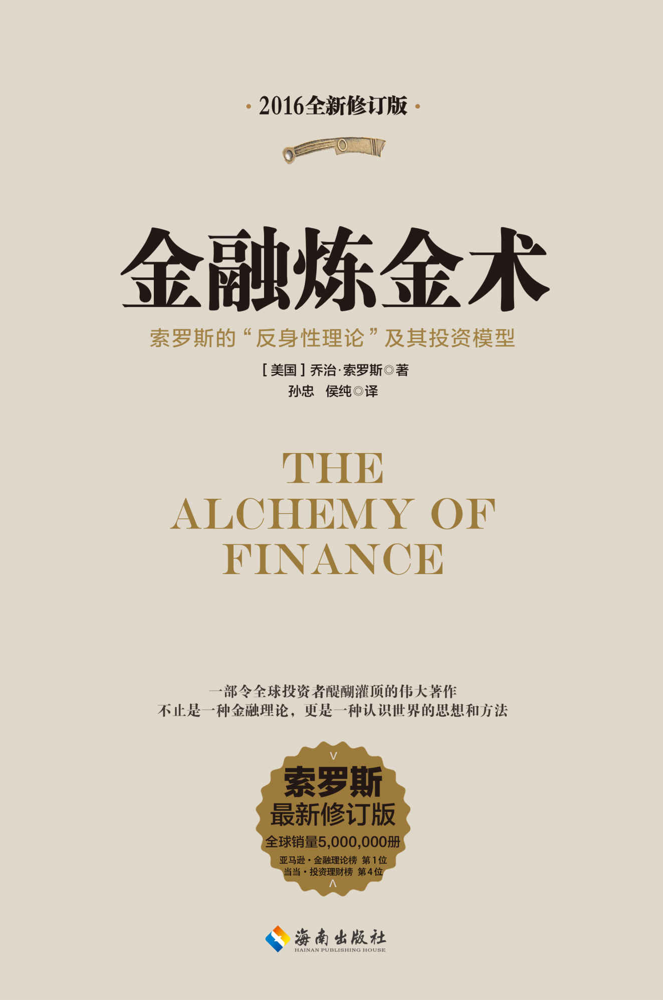 ·2016全新修订版·
金融炼金术
索罗斯的“反身性理论”及其投资模型
[美国]乔治·索罗斯◎著
孙忠 侯纯◎译
THE
ALCHEMY OF
FINANCE
一部令全球投资者醍醐灌顶的伟大著作
不止是一种金融理论，更是一种认识世界的思想和方法
索罗斯
最新修订版
全球销量5,000,000册
亚马逊·金融理论榜 第1位
当当·投资理财榜 第4位
海南出版社
HAINAN PUBLISHING HOUSE